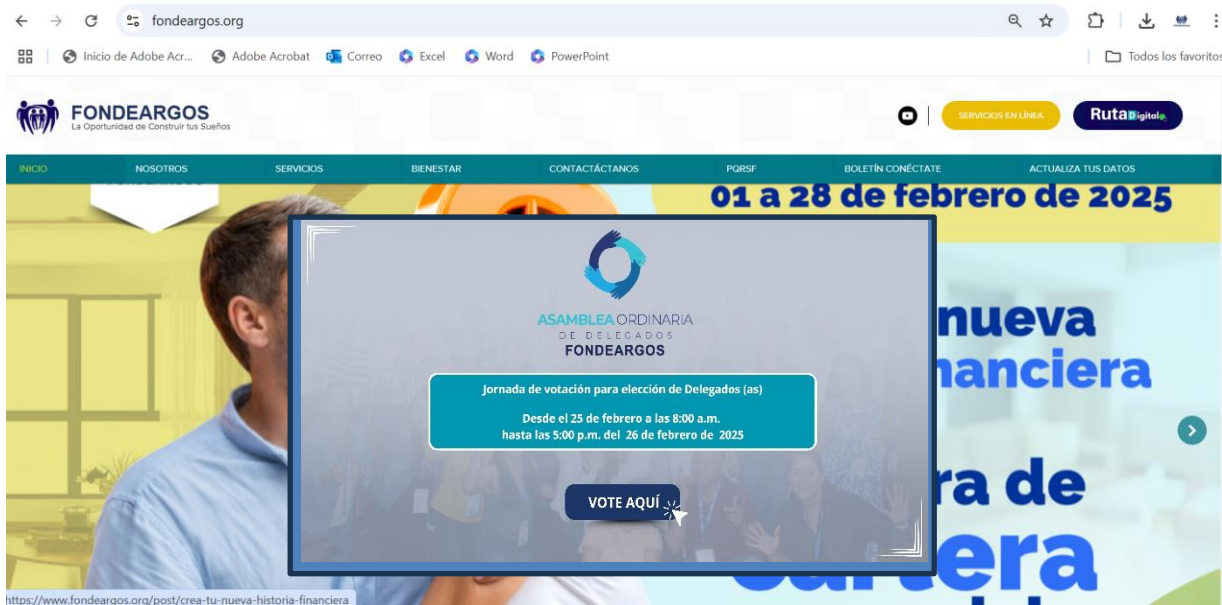 fondeargos.org
Inicio de Adobe Acr...
Adobe Acrobat
Correo
Excel
Word
PowerPoint
Todos los favoritos
FONDEARGOS
La Oportunidad de Construir tus Sueños
SERVICIOS EN LÍNEA
RutaDigital
INICIO
NOSOTROS
SERVICIOS
BIENESTAR
CONTACTÁCTANOS
PQRSF
BOLETÍN CONÉCTATE
ACTUALIZA TUS DATOS
01 a 28 de febrero de 2025
ASAMBLEA ORDINARIA
DE DELEGADOS
FONDEARGOS
Jornada de votación para elección de Delegados (as)
Desde el 25 de febrero a las 8:00 a.m.
hasta las 5:00 p.m. del 26 de febrero de 2025
VOTE AQUÍ
nueva
nanciera
ra de
https://www.fondeargos.org/post/crea-tu-nueva-historia-financiera